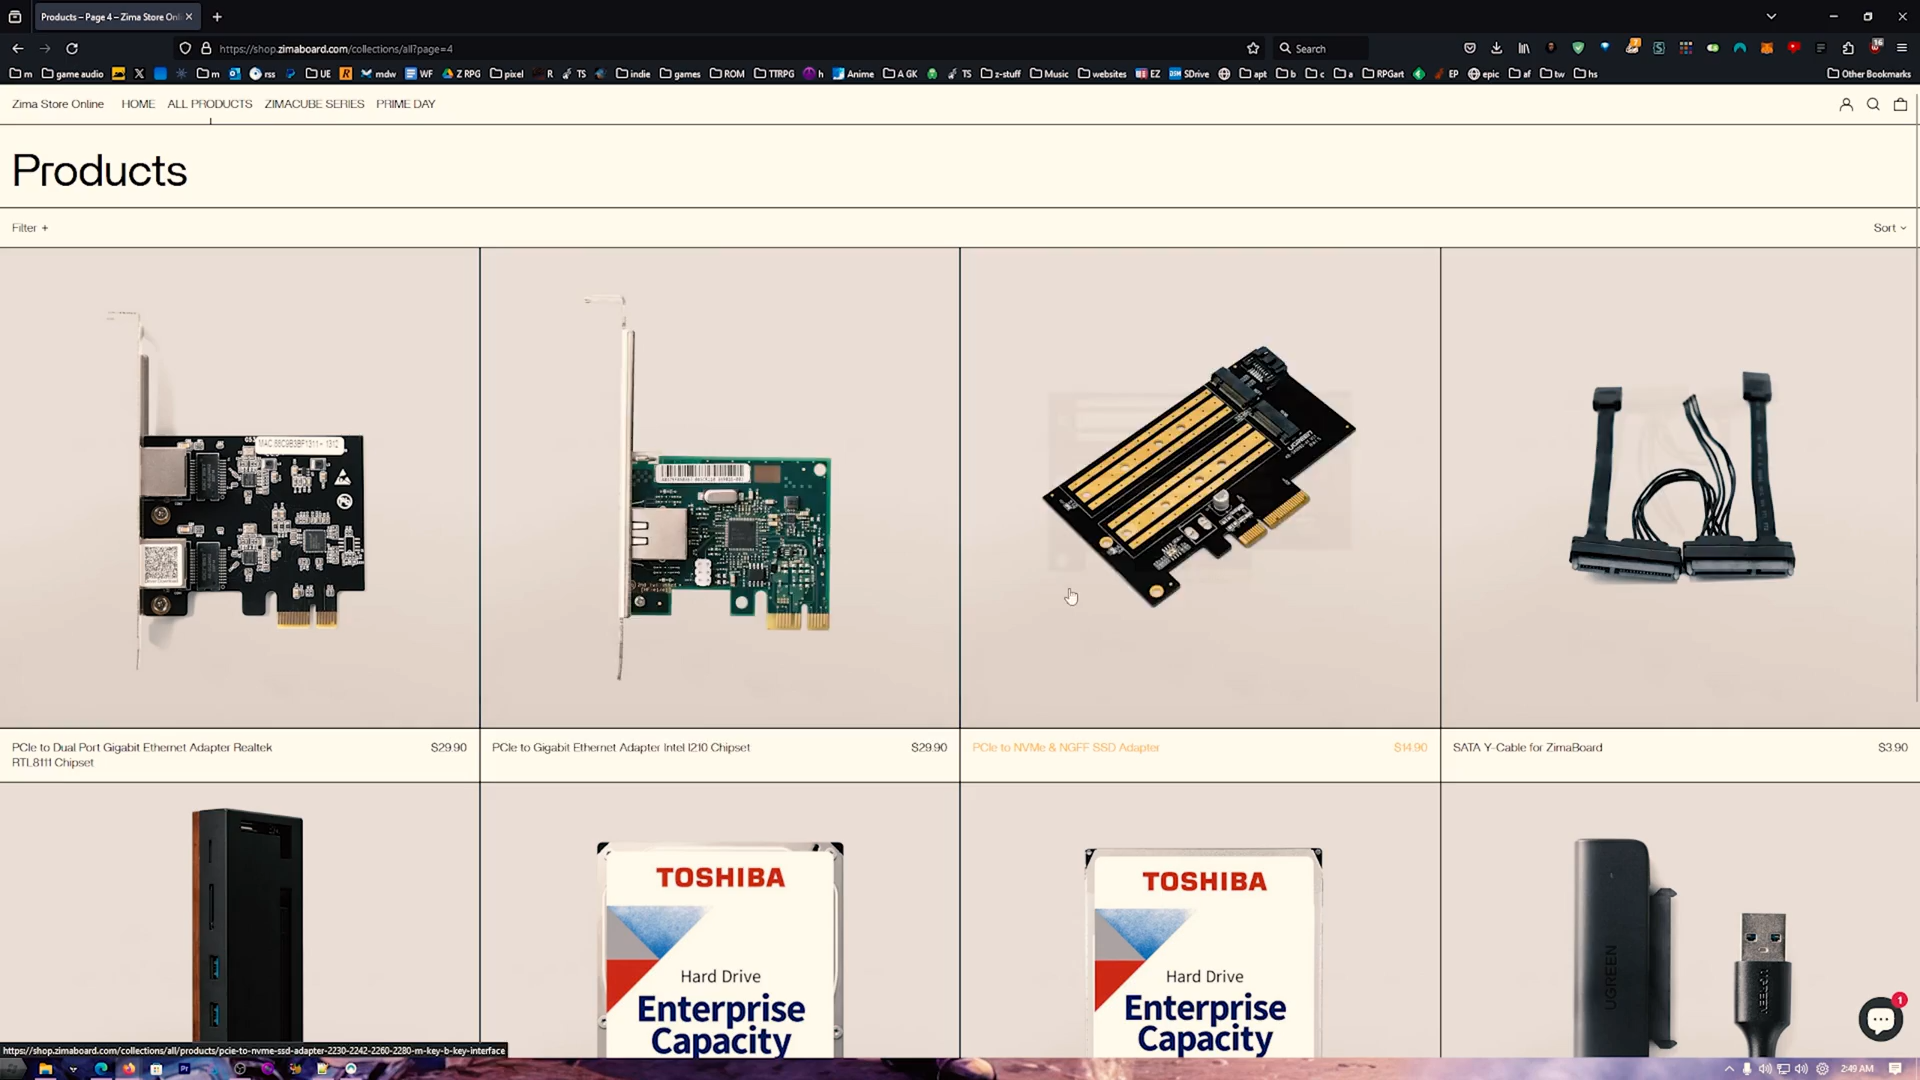 Products – Page 4 – Zima Store Onli
https://shop.zimaboard.com/collections/all?page=4
Search
m
game audio
m
rss
UE
mdw
WF
Z RPG
pixel
R
TS
indie
games
ROM
TTRPG
h
Anime
A GK
TS
z-stuff
Music
websites
EZ
SDrive
apt
b
c
a
RPGart
EP
epic
af
tw
hs
Other Bookmarks
Zima Store Online
HOME
ALL PRODUCTS
ZIMACUBE SERIES
PRIME DAY
Products
Filter +
Sort
UGREEN
PCIe to Dual Port Gigabit Ethernet Adapter Realtek
RTL8111 Chipset
$29.90
PCIe to Gigabit Ethernet Adapter Intel I210 Chipset
$29.90
PCIe to NVMe & NGFF SSD Adapter
$14.90
SATA Y-Cable for ZimaBoard
$3.90
TOSHIBA
Hard Drive
Enterprise
Capacity
TOSHIBA
Hard Drive
Enterprise
Capacity
UGREEN
1
https://shop.zimaboard.com/collections/all/products/pcie-to-nvme-ssd-adapter-2230-2242-2260-2280-m-key-b-key-interface
2:49 AM